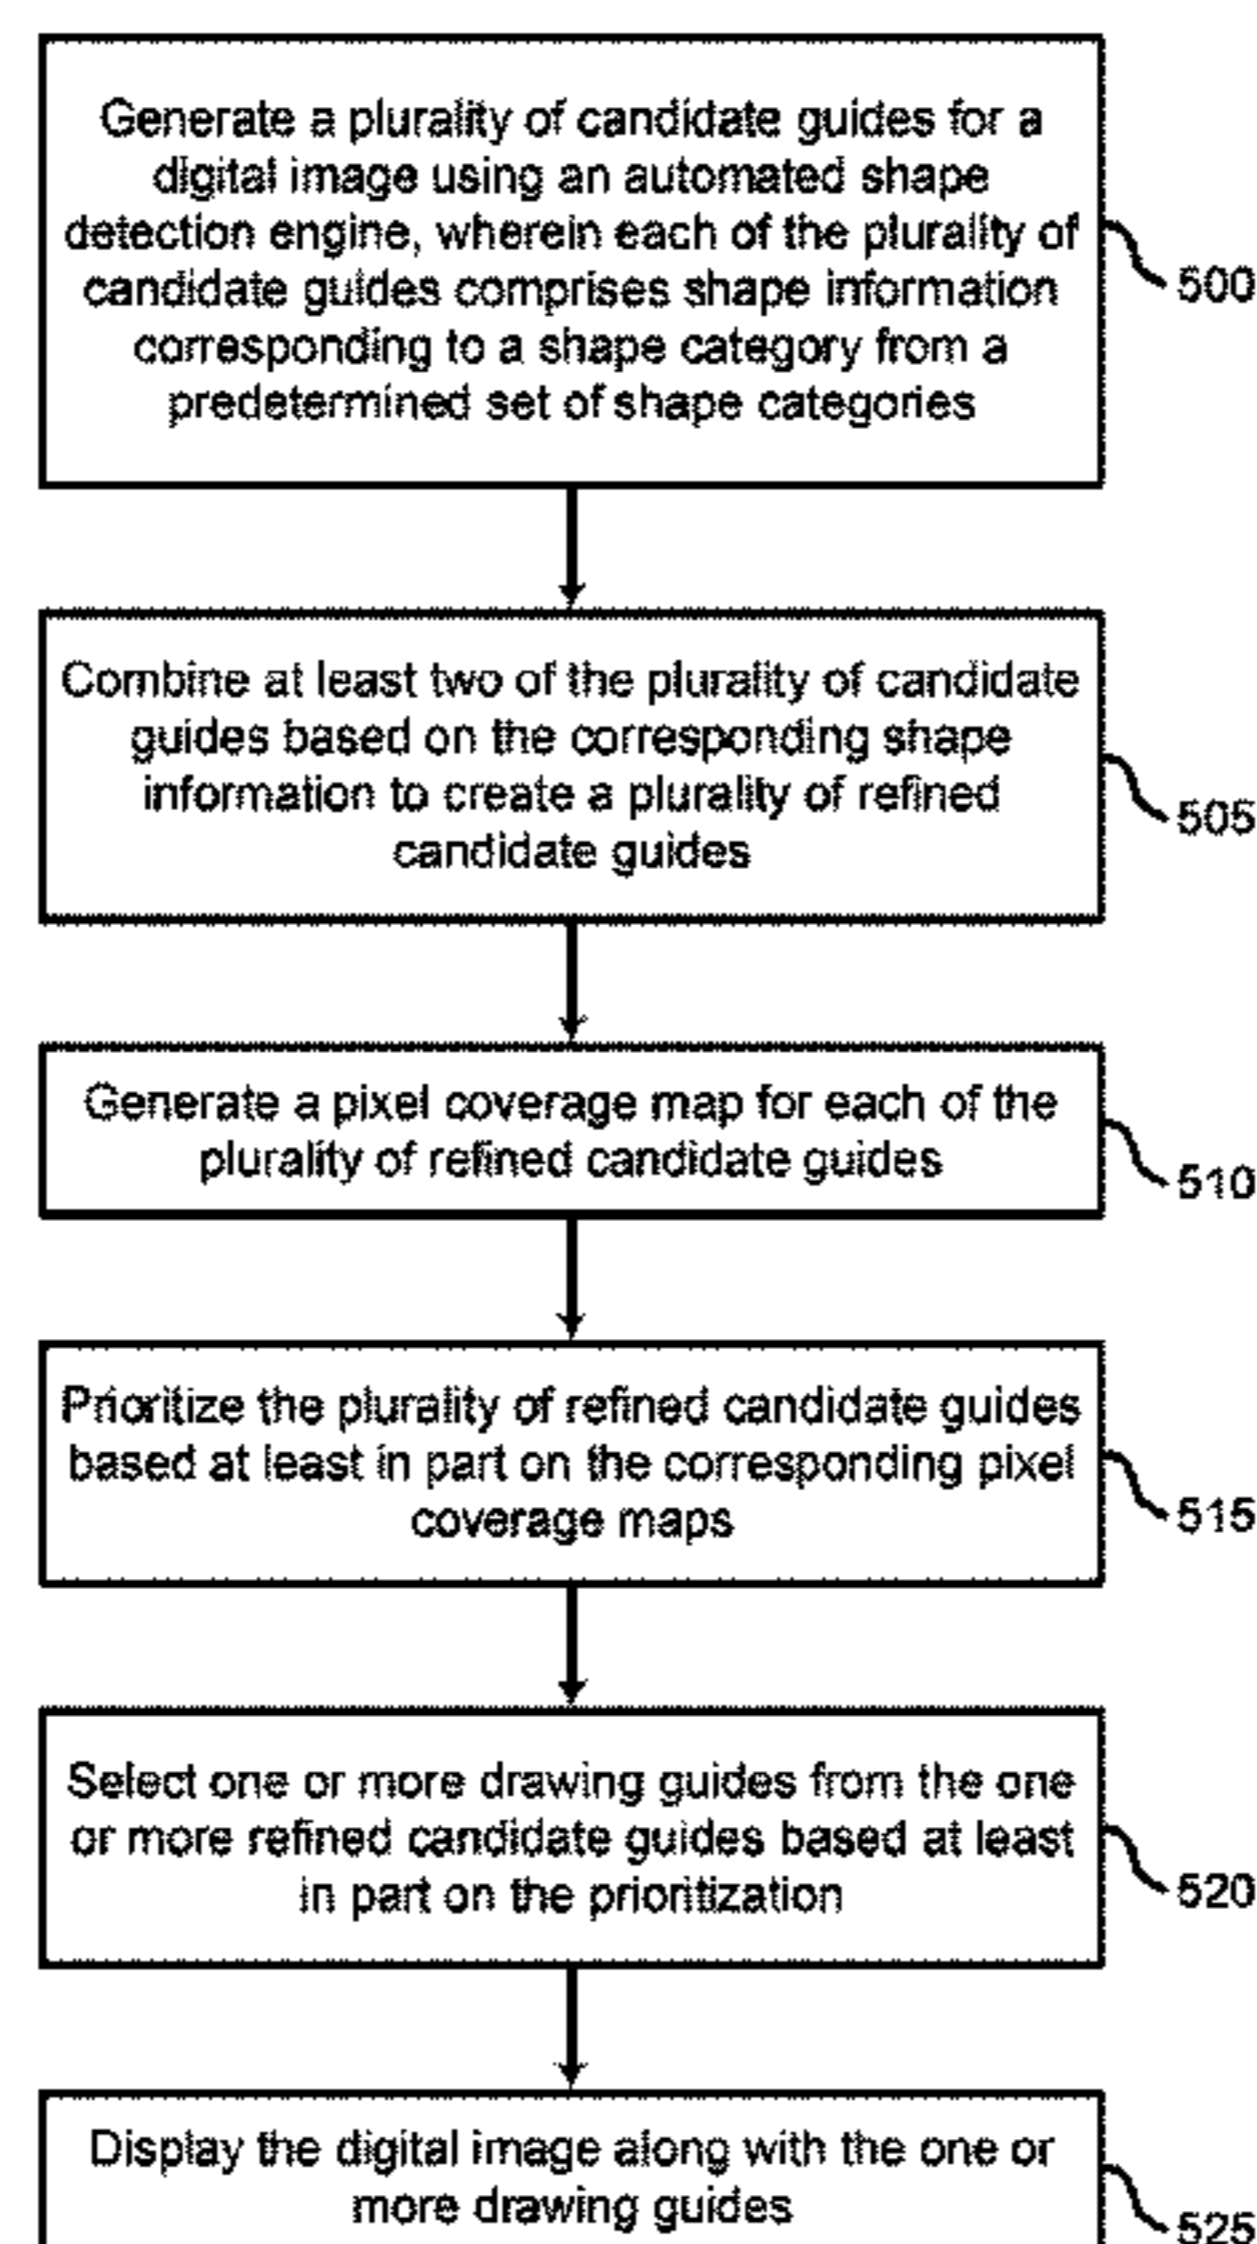 Generate a plurality of candidate guides for a
digital image using an automated shape
detection engine, wherein each of the plurality of
candidate guides comprises shape information
corresponding to a shape category from a
predetermined set of shape categories
500
Combine at least two of the plurality of candidate
guides based on the corresponding shape
information to create a plurality of refined
candidate guides
505
Generate a pixel coverage map for each of the
plurality of refined candidate guides
510
Prioritize the plurality of refined candidate guides
based at least in part on the corresponding pixel
coverage maps
515
Select one or more drawing guides from the one
or more refined candidate guides based at least
in part on the prioritization
520
Display the digital image along with the one or
more drawing guides
525